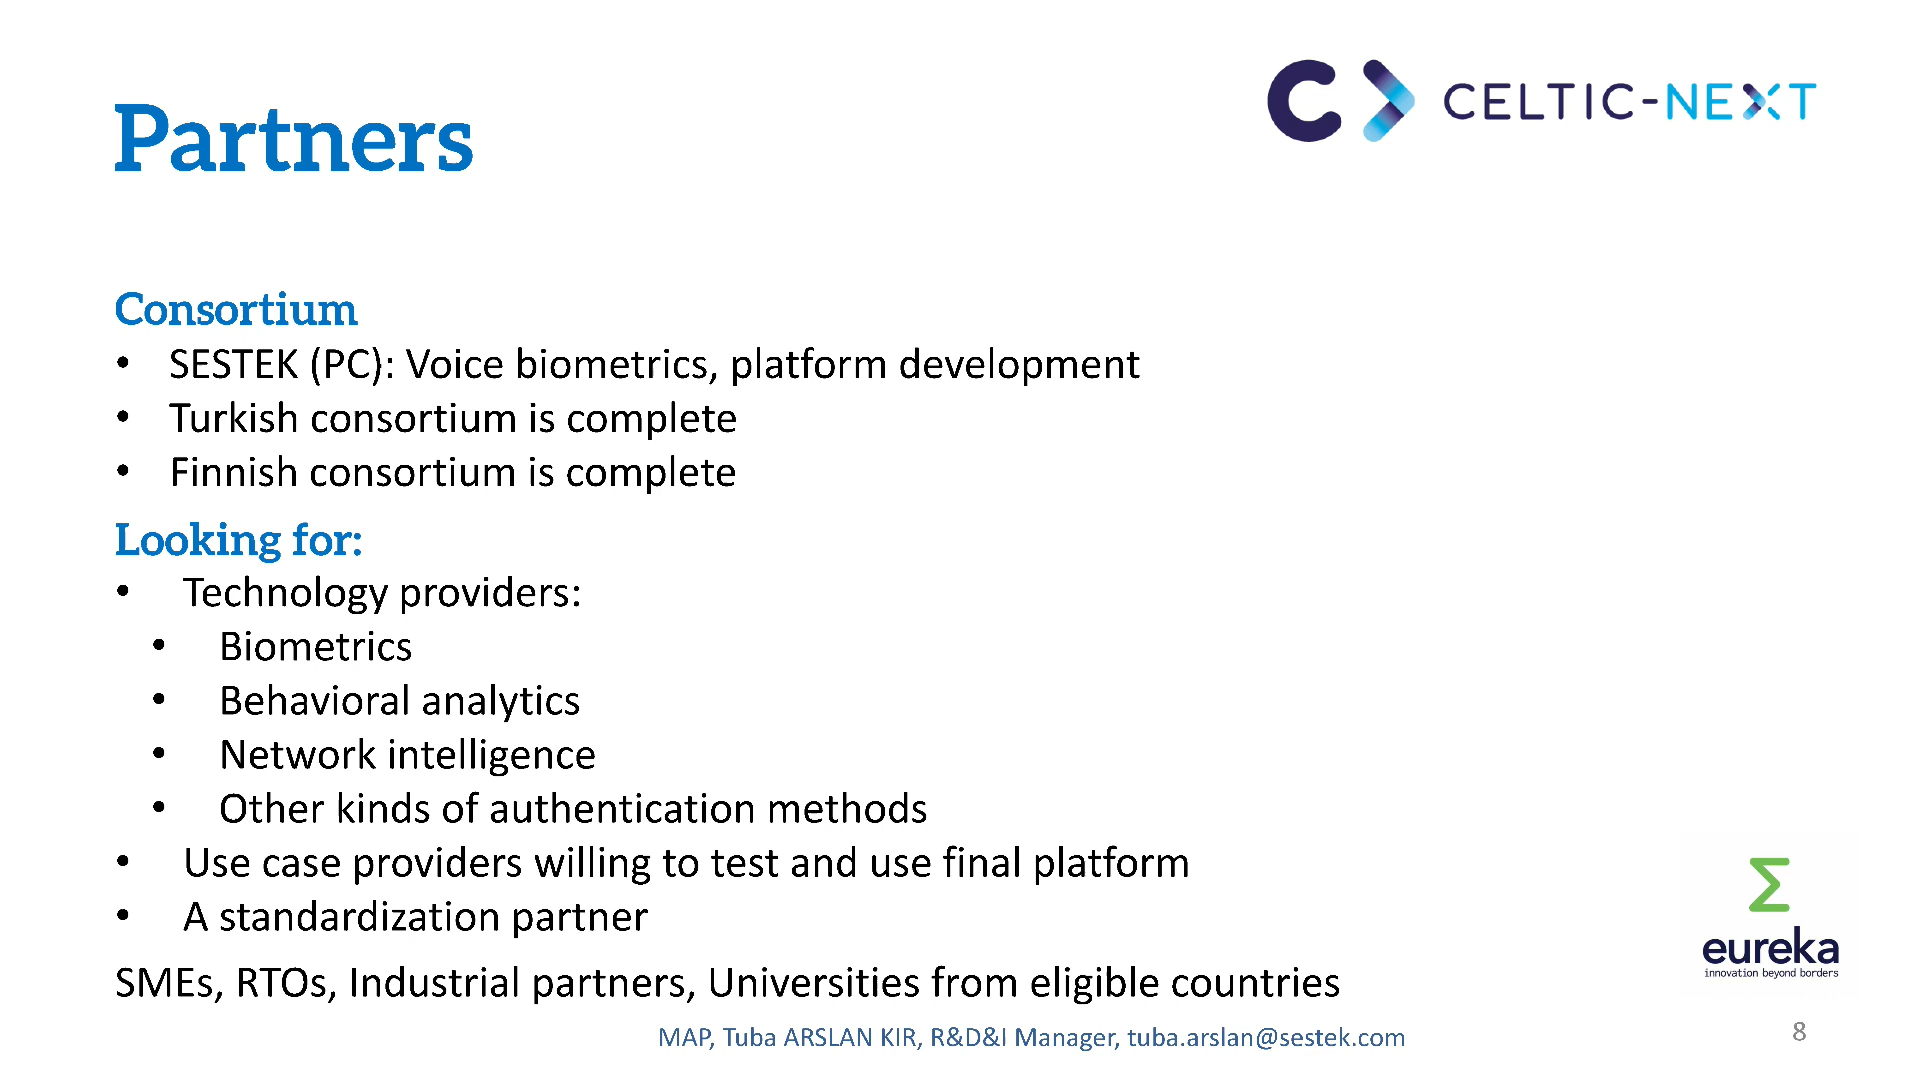 Partners
CELTIC-NEXT
Consortium
• SESTEK (PC): Voice biometrics, platform development
• Turkish consortium is complete
• Finnish consortium is complete
Looking for:
• Technology providers:
• Biometrics
• Behavioral analytics
• Network intelligence
• Other kinds of authentication methods
• Use case providers willing to test and use final platform
• A standardization partner
SMEs, RTOs, Industrial partners, Universities from eligible countries
eureka
innovation beyond borders
MAP, Tuba ARSLAN KIR, R&D&I Manager, tuba.arslan@sestek.com
8